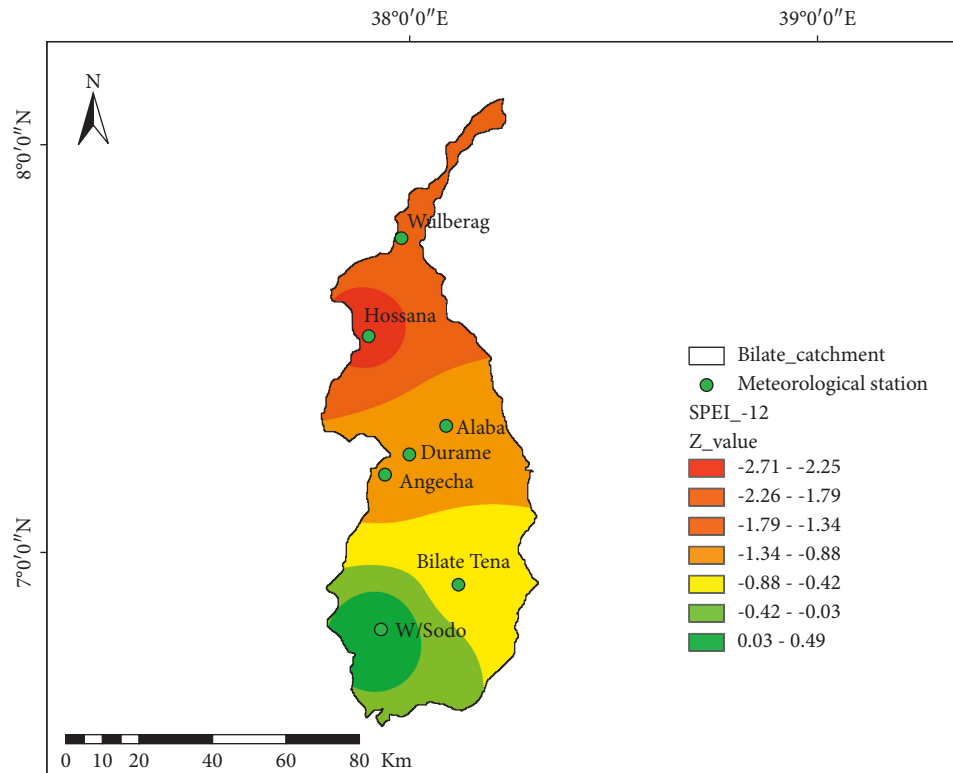 38°0′0″E
39°0′0″E
N
8°0′0″N
7°0′0″N
Wulberag
Hossana
Alaba
Durame
Angecha
Bilate Tena
W/Sodo
Bilate_catchment
Meteorological station
SPEI_-12
Z_value
-2.71 - -2.25
-2.26 - -1.79
-1.79 - -1.34
-1.34 - -0.88
-0.88 - -0.42
-0.42 - -0.03
0.03 - 0.49
0 10 20 40 60 80 Km